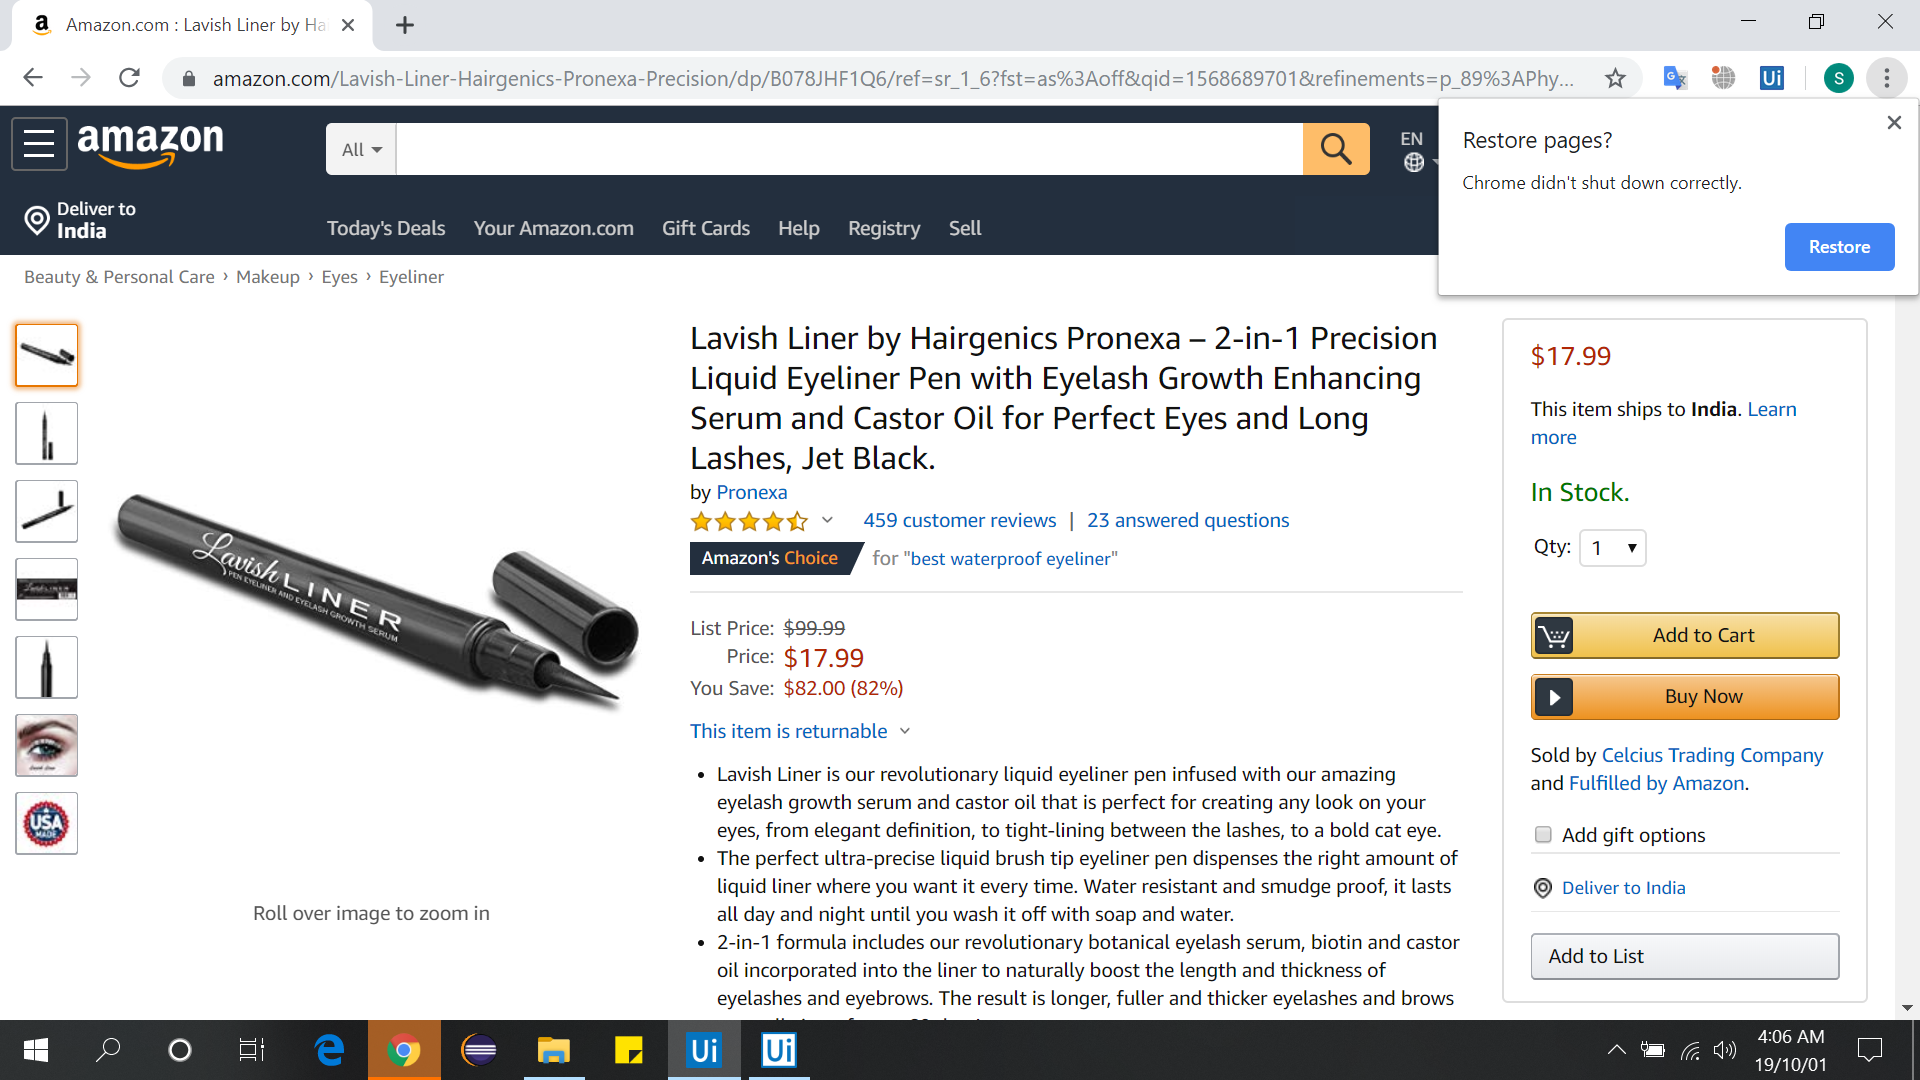 Amazon.com : Lavish Liner by Ha
amazon.com/Lavish-Liner-Hairgenics-Pronexa-Precision/dp/B078JHF1Q6/ref=sr_1_6?fst=as%3Aoff&qid=1568689701&refinements=p_89%3APhy...
Ui
S
Restore pages?
Chrome didn't shut down correctly.
Restore
amazon
All
EN
Deliver to
India
Today's Deals
Your Amazon.com
Gift Cards
Help
Registry
Sell
Beauty & Personal Care › Makeup › Eyes › Eyeliner
Lavish Liner by Hairgenics Pronexa – 2-in-1 Precision
Liquid Eyeliner Pen with Eyelash Growth Enhancing
Serum and Castor Oil for Perfect Eyes and Long
Lashes, Jet Black.
by Pronexa
459 customer reviews | 23 answered questions
Amazon's Choice for "best waterproof eyeliner"
List Price: $99.99
Price: $17.99
You Save: $82.00 (82%)
This item is returnable
• Lavish Liner is our revolutionary liquid eyeliner pen infused with our amazing
eyelash growth serum and castor oil that is perfect for creating any look on your
eyes, from elegant definition, to tight-lining between the lashes, to a bold cat eye.
• The perfect ultra-precise liquid brush tip eyeliner pen dispenses the right amount of
liquid liner where you want it every time. Water resistant and smudge proof, it lasts
all day and night until you wash it off with soap and water.
• 2-in-1 formula includes our revolutionary botanical eyelash serum, biotin and castor
oil incorporated into the liner to naturally boost the length and thickness of
eyelashes and eyebrows. The result is longer, fuller and thicker eyelashes and brows
Lavish LINER
PEN EYELINER AND EYELASH GROWTH SERUM
USA
MADE
Roll over image to zoom in
$17.99
This item ships to India. Learn
more
In Stock.
Qty: 1
Add to Cart
Buy Now
Sold by Celcius Trading Company
and Fulfilled by Amazon.
Add gift options
Deliver to India
Add to List
Ui
Ui
4:06 AM
19/10/01